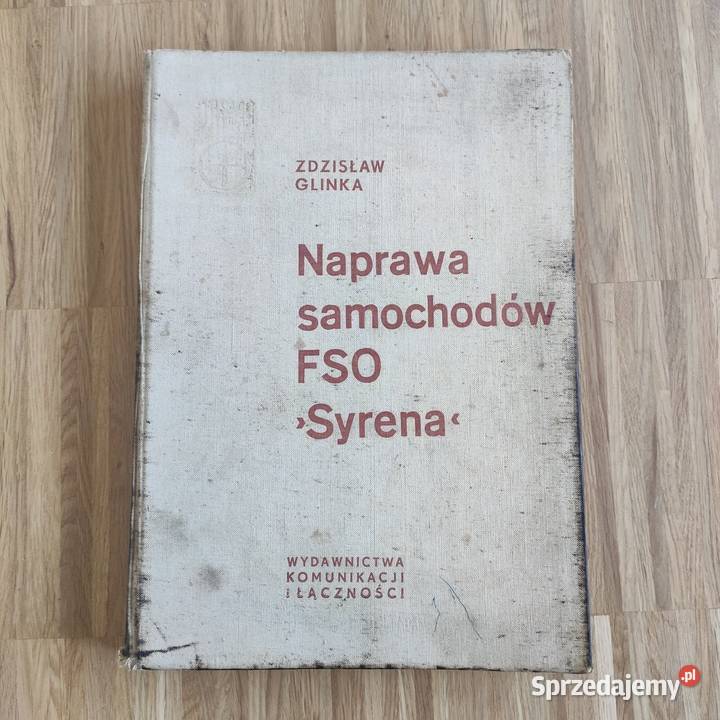 ZDZISŁAW
GLINKA
Naprawa
samochodów
FSO
›Syrena‹
WYDAWNICTWA
KOMUNIKACJI
i ŁĄCZNOŚCI
Sprzedajemy.pl